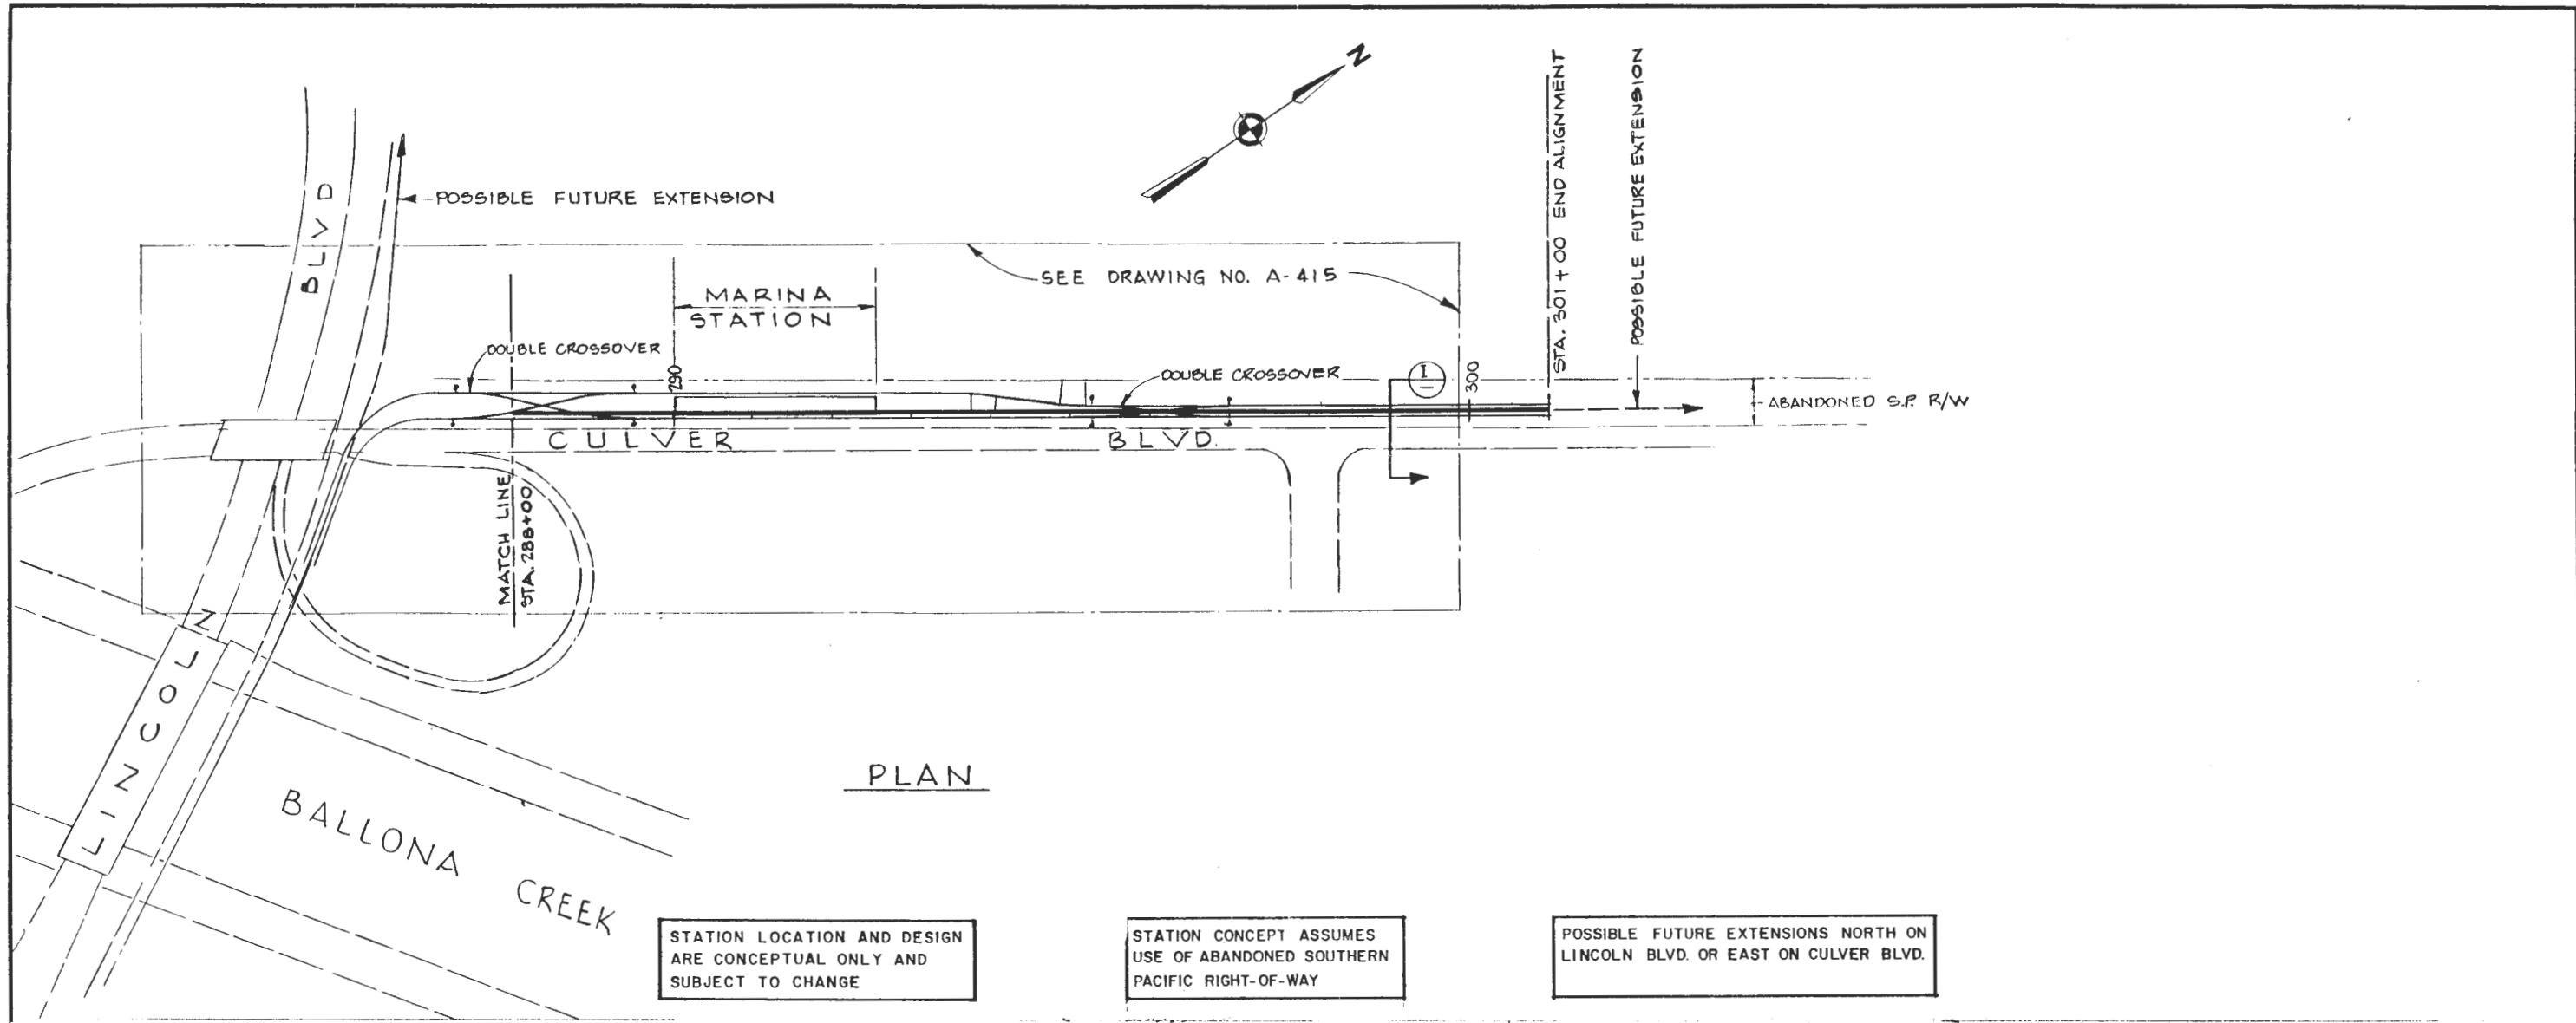 N
STA. 301 + 00 END ALIGNMENT
POSSIBLE FUTURE EXTENSION
BLVD
POSSIBLE FUTURE EXTENSION
SEE DRAWING NO. A-415
MARINA
STATION
DOUBLE CROSSOVER
290
DOUBLE CROSSOVER
I
300
ABANDONED S.P. R/W
CULVER
BLVD.
MATCH LINE
STA. 288+00
LINCOLN
PLAN
BALLONA
CREEK
STATION LOCATION AND DESIGN
ARE CONCEPTUAL ONLY AND
SUBJECT TO CHANGE
STATION CONCEPT ASSUMES
USE OF ABANDONED SOUTHERN
PACIFIC RIGHT-OF-WAY
POSSIBLE FUTURE EXTENSIONS NORTH ON
LINCOLN BLVD. OR EAST ON CULVER BLVD.